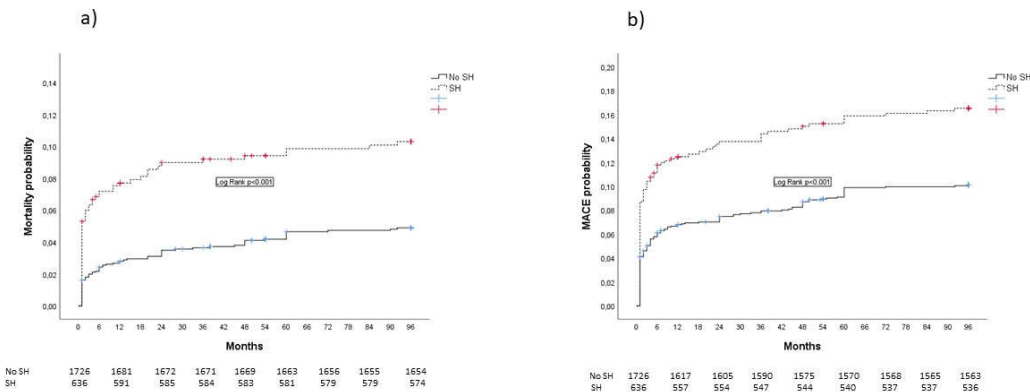 a)
Mortality probability
0,14
0,12
0,10
0,08
0,06
0,04
0,02
0,00
No SH
SH
Log Rank p<0.001
0 6 12 18 24 30 36 42 48 54 60 66 72 78 84 90 96
Months
No SH 1726 1681 1672 1671 1669 1663 1656 1655 1654
SH 636 591 585 584 583 581 579 579 574
b)
MACE probability
0,20
0,18
0,16
0,14
0,12
0,10
0,08
0,06
0,04
0,02
0,00
No SH
SH
Log Rank p<0.001
0 6 12 18 24 30 36 42 48 54 60 66 72 78 84 90 96
Months
No SH 1726 1617 1605 1590 1575 1570 1568 1565 1563
SH 636 557 554 547 544 540 537 537 536